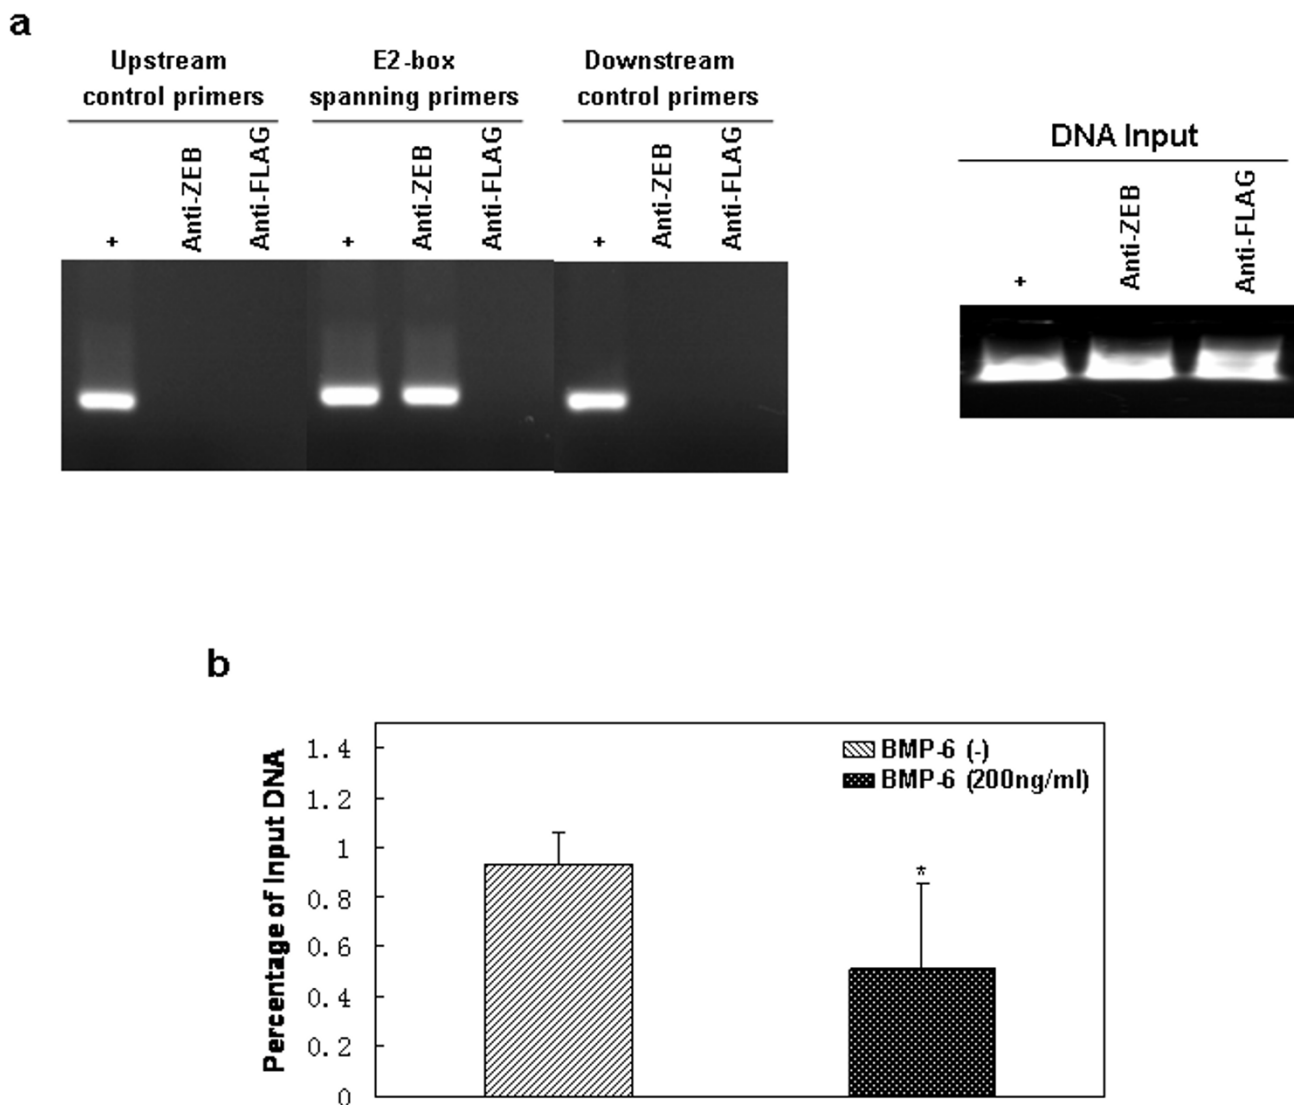 a
Upstream
control primers
E2-box
spanning primers
Downstream
control primers
+
Anti-ZEB
Anti-FLAG
+
Anti-ZEB
Anti-FLAG
+
Anti-ZEB
Anti-FLAG
DNA Input
+
Anti-ZEB
Anti-FLAG
b
Percentage of Input DNA
1.4
1.2
1
0.8
0.6
0.4
0.2
0
BMP-6 (-)
BMP-6 (200ng/ml)
*